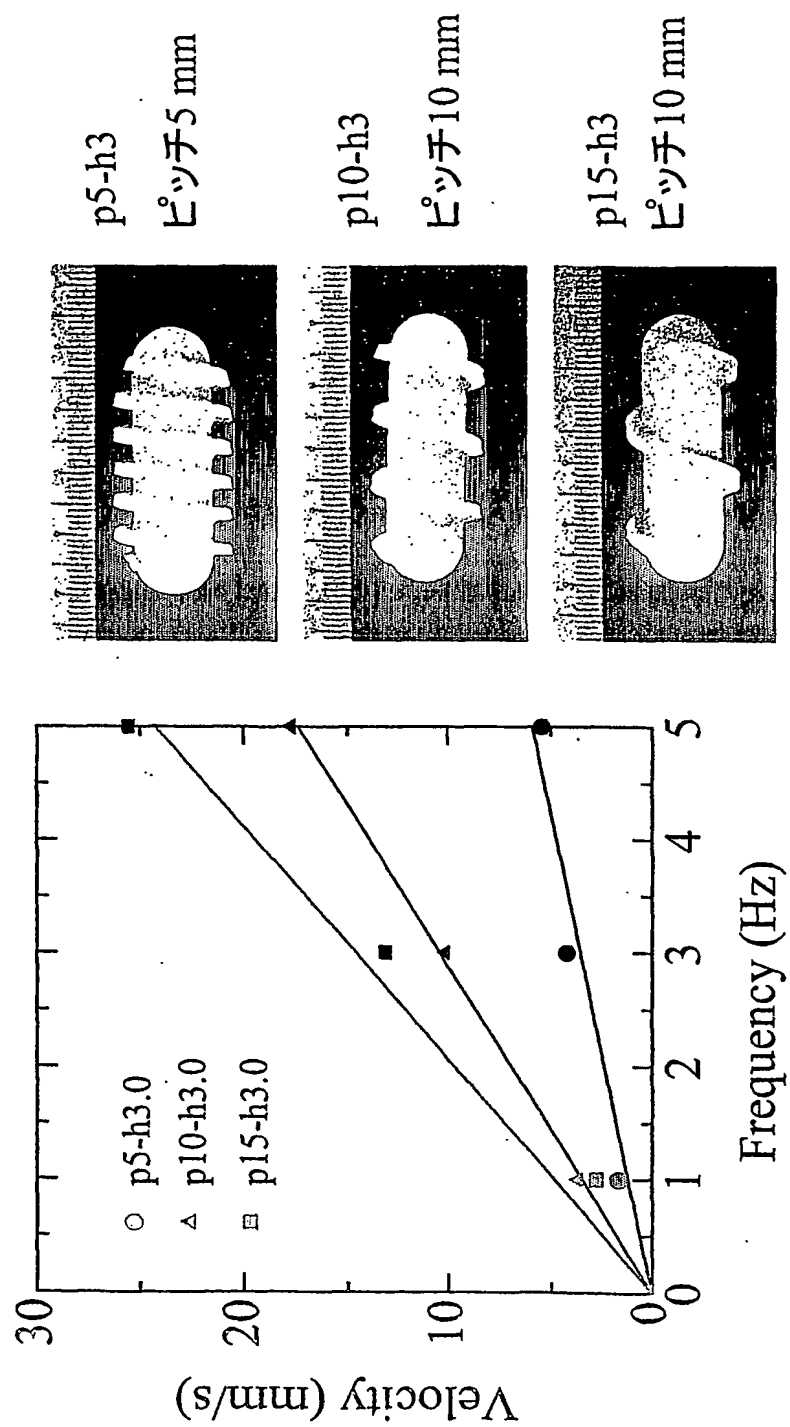 30
20
10
0
Velocity (mm/s)
0
1
2
3
4
5
Frequency (Hz)
p5-h3.0
p10-h3.0
p15-h3.0
p5-h3
ピッチ5 mm
p10-h3
ピッチ10 mm
p15-h3
ピッチ10 mm